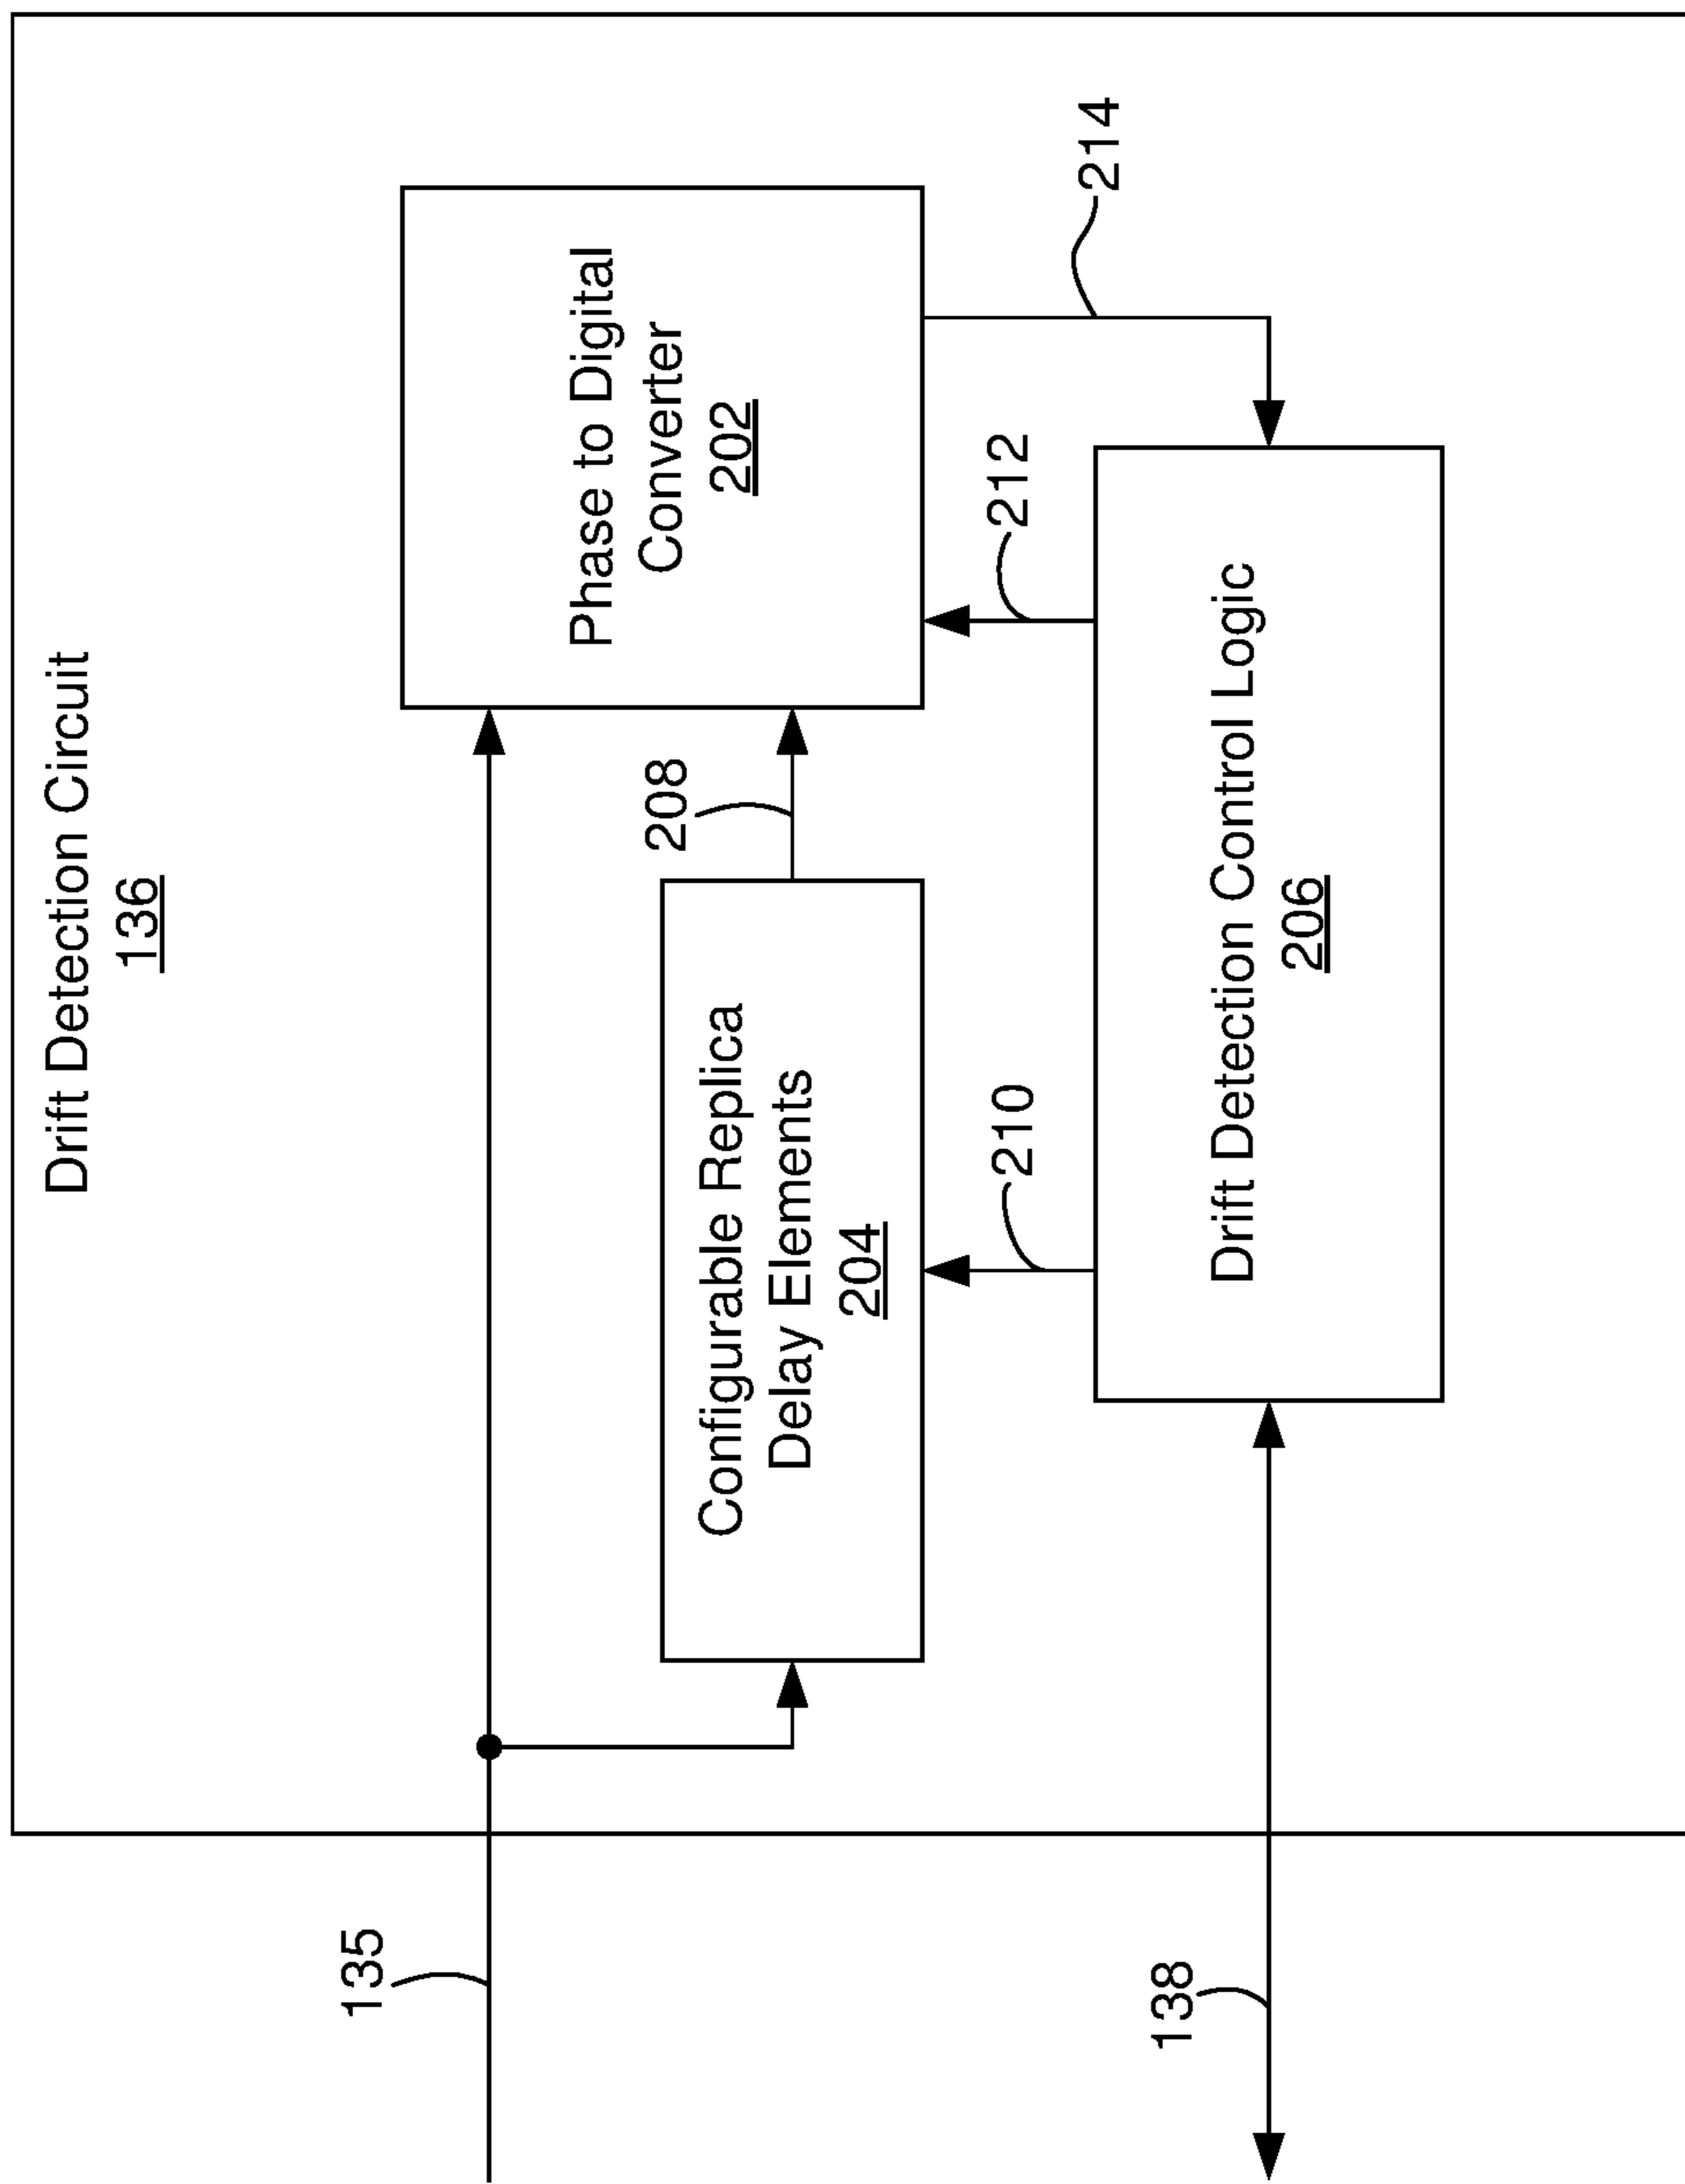 Drift Detection Circuit
136
135
Phase to Digital
Converter
202
208
Configurable Replica
Delay Elements
204
210
212
214
138
Drift Detection Control Logic
206